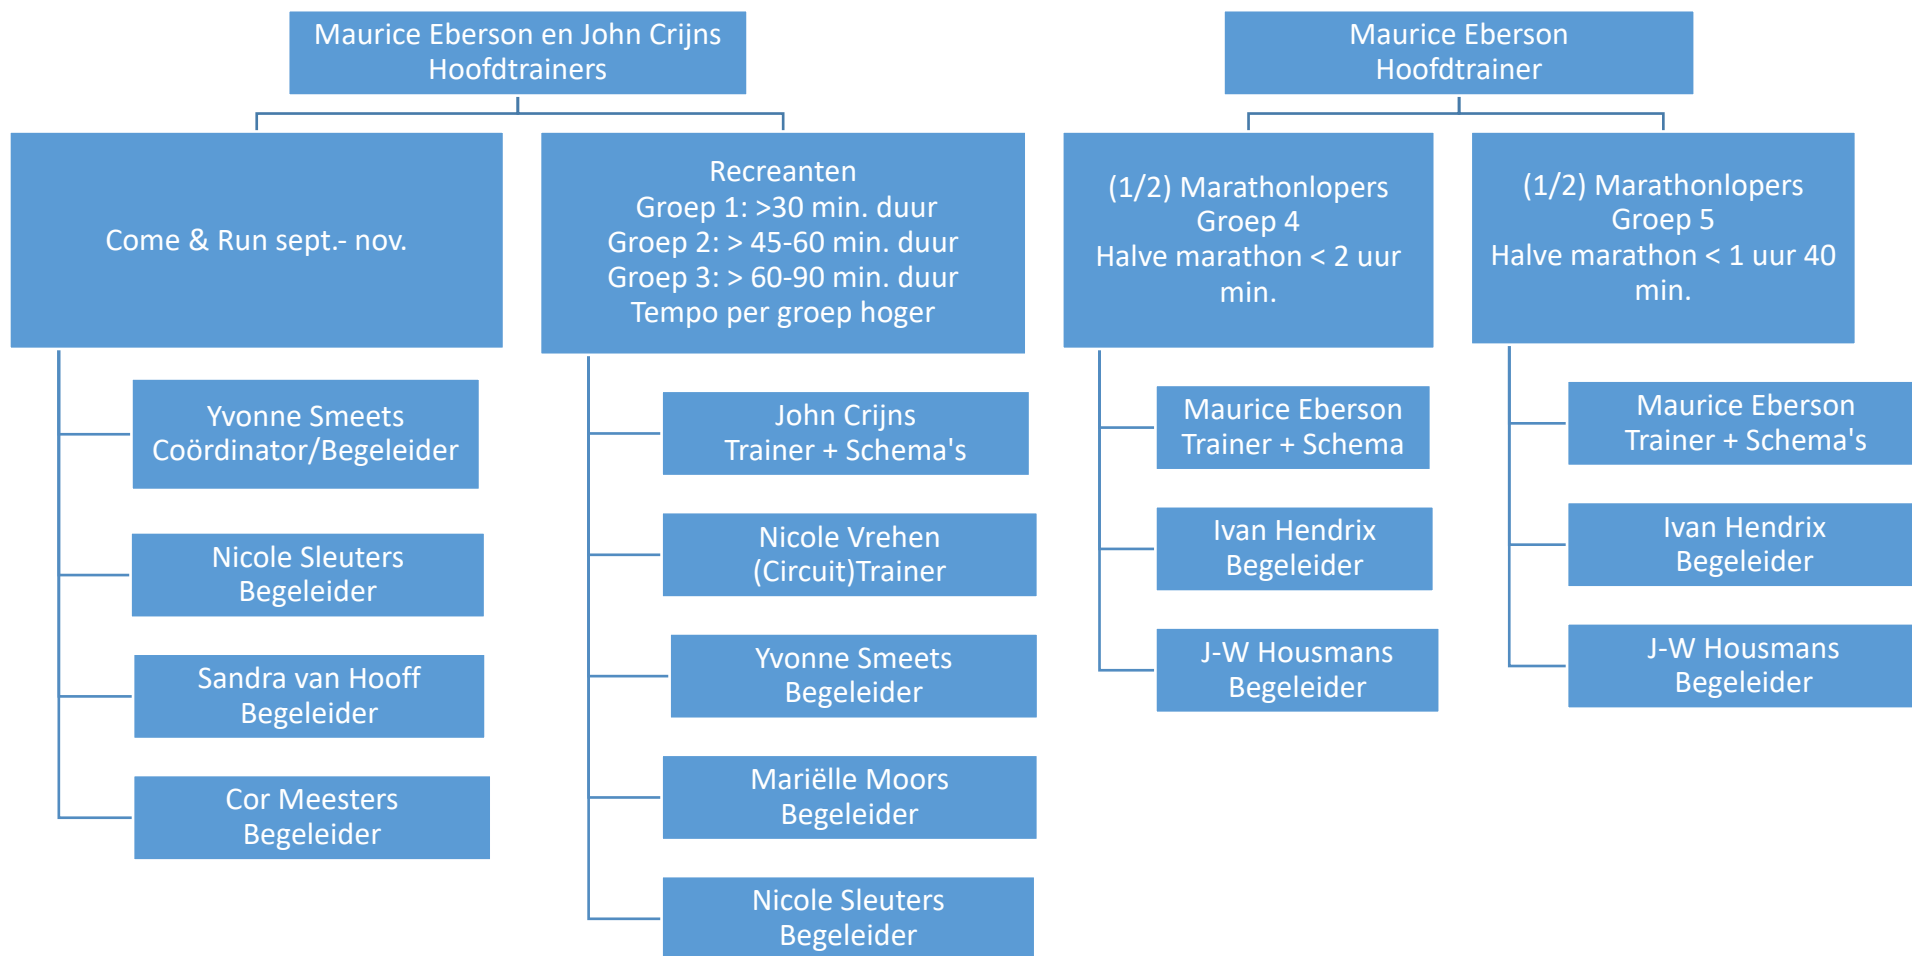 Maurice Eberson en John Crijns
Hoofdtrainers
Come & Run sept.- nov.
Yvonne Smeets
Coördinator/Begeleider
Nicole Sleuters
Begeleider
Sandra van Hooff
Begeleider
Cor Meesters
Begeleider
Recreanten
Groep 1: >30 min. duur
Groep 2: > 45-60 min. duur
Groep 3: > 60-90 min. duur
Tempo per groep hoger
John Crijns
Trainer + Schema's
Nicole Vrehen
(Circuit)Trainer
Yvonne Smeets
Begeleider
Mariëlle Moors
Begeleider
Nicole Sleuters
Begeleider
Maurice Eberson
Hoofdtrainer
(1/2) Marathonlopers
Groep 4
Halve marathon < 2 uur
min.
Maurice Eberson
Trainer + Schema
Ivan Hendrix
Begeleider
J-W Housmans
Begeleider
(1/2) Marathonlopers
Groep 5
Halve marathon < 1 uur 40
min.
Maurice Eberson
Trainer + Schema's
Ivan Hendrix
Begeleider
J-W Housmans
Begeleider